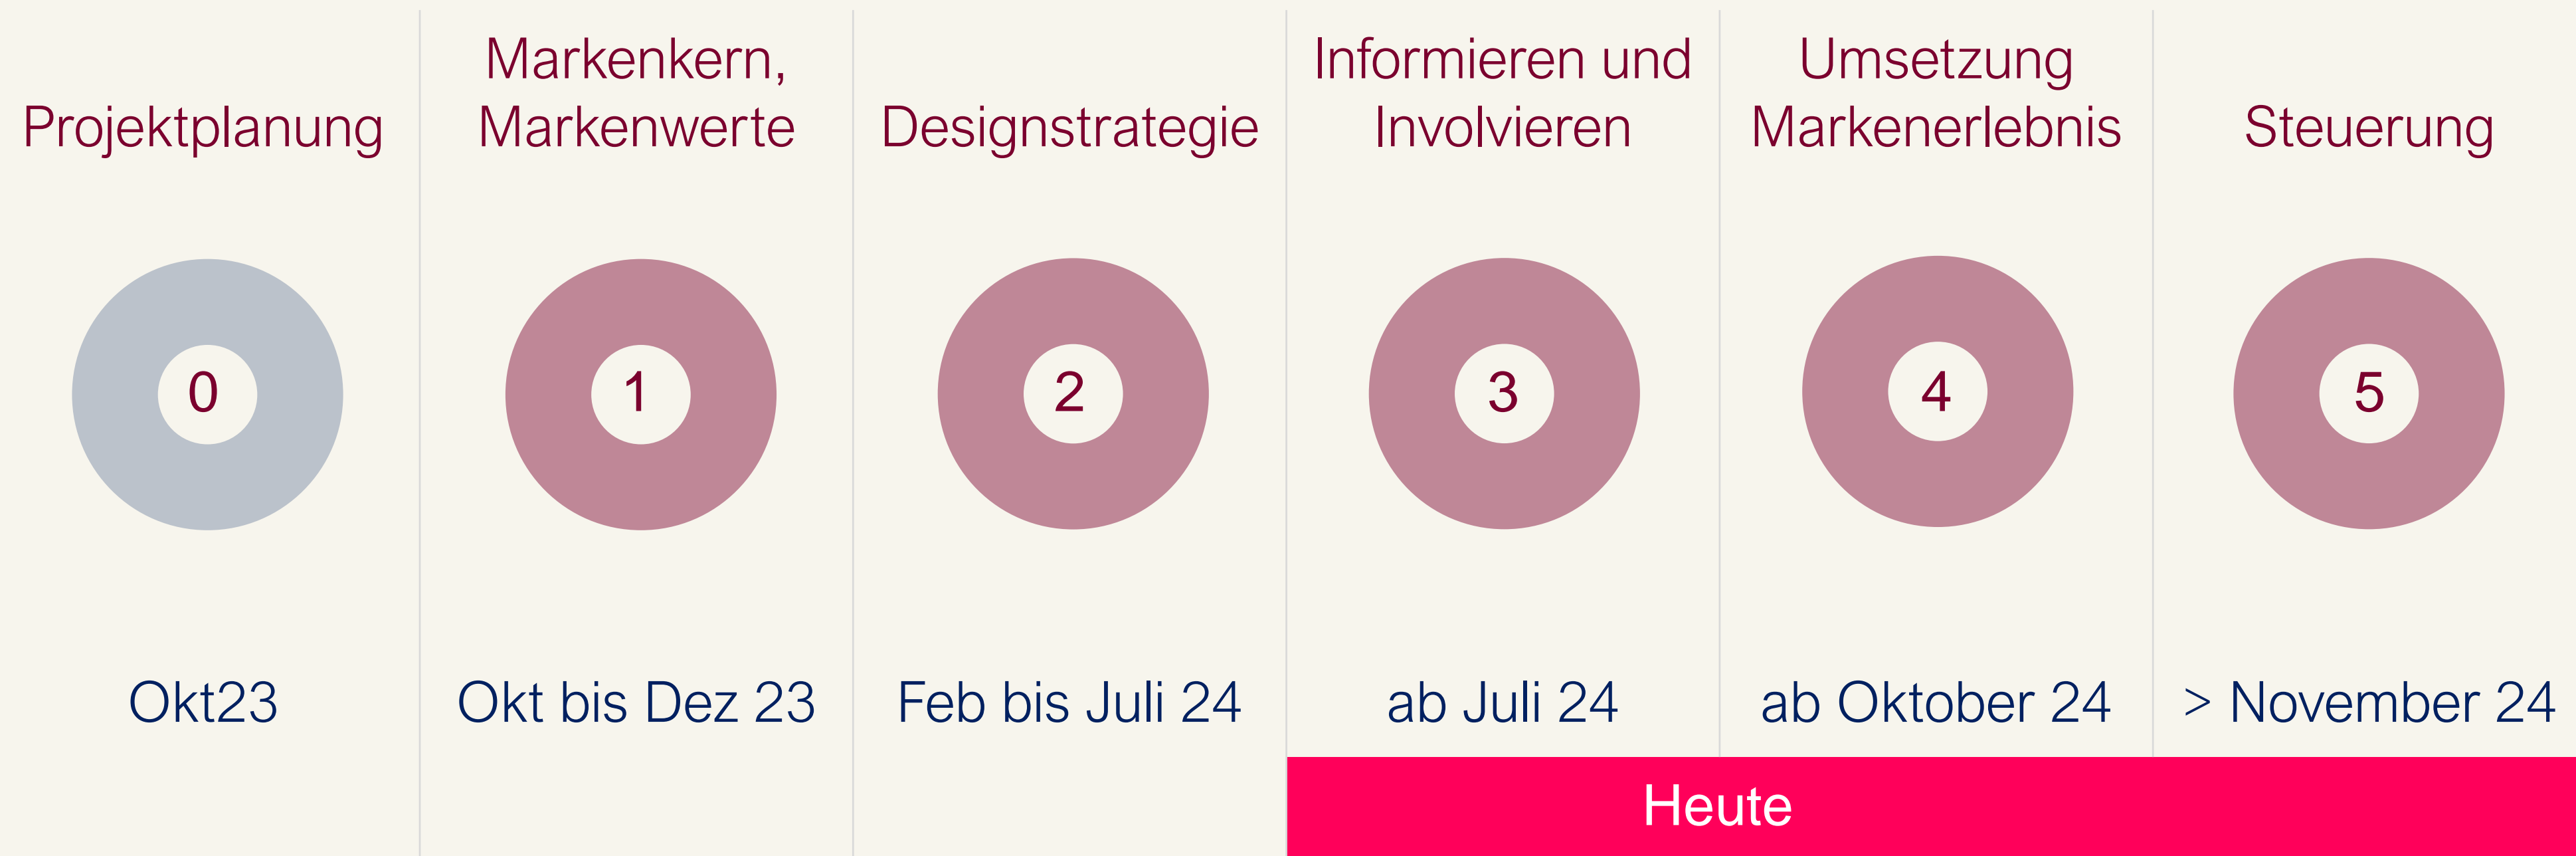 Projektplanung
Markenkern,
Markenwerte
Designstrategie
Informieren und
Involvieren
Umsetzung
Markenerlebnis
Steuerung
0
1
2
3
4
5
Okt23
Okt bis Dez 23
Feb bis Juli 24
ab Juli 24
ab Oktober 24
> November 24
Heute